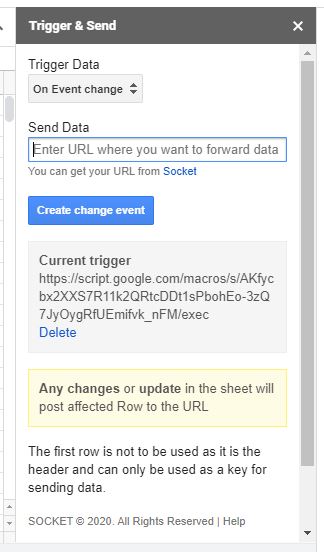 Trigger & Send
Trigger Data
On Event change
Send Data
Enter URL where you want to forward data
You can get your URL from Socket
Create change event
Current trigger
https://script.google.com/macros/s/AKfyc
bx2XXS7R11k2QRtcDDt1sPbohEo-3zQ
7JyOygRfUEmifvk_nFM/exec
Delete
Any changes or update in the sheet will
post affected Row to the URL
The first row is not to be used as it is the
header and can only be used as a key for
sending data.
SOCKET © 2020. All Rights Reserved | Help